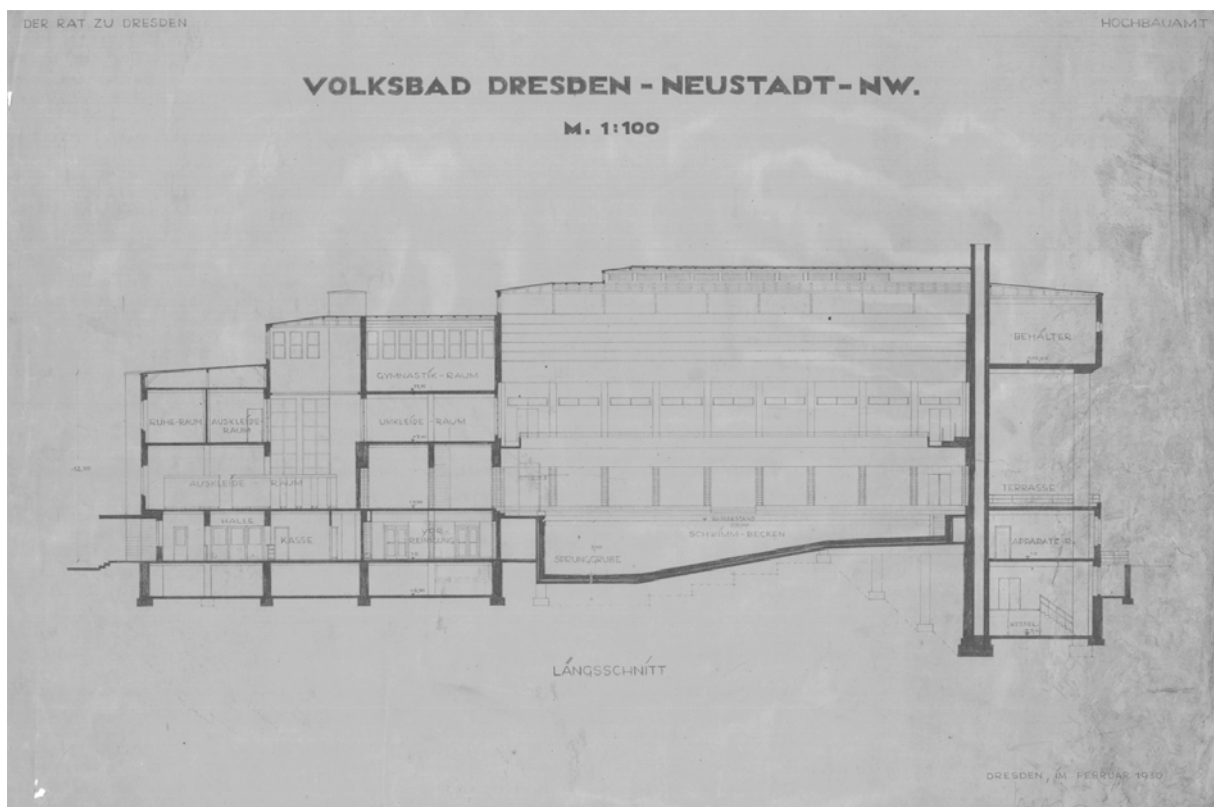 DER RAT ZU DRESDEN
HOCHBAUAMT
VOLKSBAD DRESDEN - NEUSTADT - NW.
M. 1:100
BEHÄLTER
GYMNASTIK - RAUM
RUHE-RAUM
AUSKLEIDE-
RAUM
UMKLEIDE - RAUM
AUSKLEIDE - RAUM
TERRASSE
HALLE
KASSE
VOR-
REINIGUNG
SCHWIMM - BECKEN
APPARATE-R.
SPRUNGGRUBE
KESSEL
LÄNGSSCHNITT
DRESDEN, IM FEBRUAR 1930